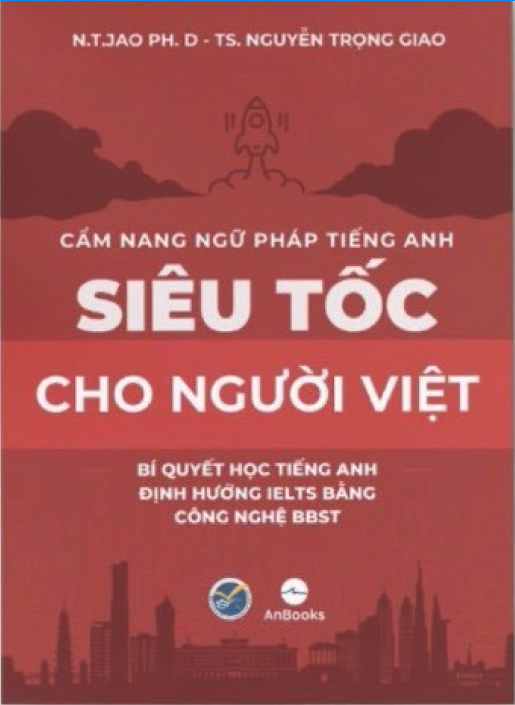 N.T.JAO PH. D - TS. NGUYỄN TRỌNG GIAO
CẨM NANG NGỮ PHÁP TIẾNG ANH
SIÊU TỐC
CHO NGƯỜI VIỆT
BÍ QUYẾT HỌC TIẾNG ANH
ĐỊNH HƯỚNG IELTS BẰNG
CÔNG NGHỆ BBST
AnBooks